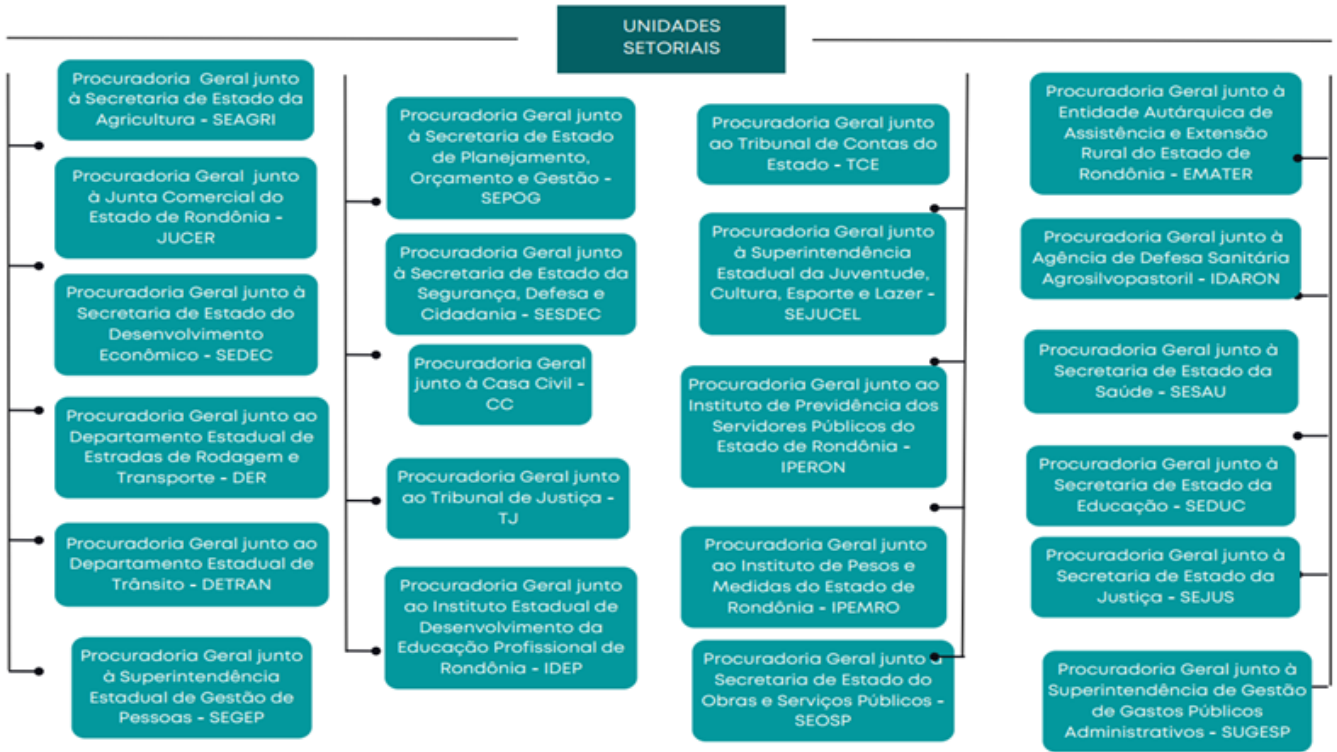 UNIDADES
SETORIAIS
Procuradoria Geral junto
à Secretaria de Estado da
Agricultura - SEAGRI
Procuradoria Geral junto
à Junta Comercial do
Estado de Rondônia -
JUCER
Procuradoria Geral junto à
Secretaria de Estado do
Desenvolvimento
Econômico - SEDEC
Procuradoria Geral junto ao
Departamento Estadual de
Estradas de Rodagem e
Transporte - DER
Procuradoria Geral junto ao
Departamento Estadual de
Trânsito - DETRAN
Procuradoria Geral junto
à Superintendência
Estadual de Gestão de
Pessoas - SEGEP
Procuradoria Geral junto
à Secretaria de Estado
de Planejamento,
Orçamento e Gestão -
SEPOG
Procuradoria Geral junto
à Secretaria de Estado da
Segurança, Defesa e
Cidadania - SESDEC
Procuradoria Geral
junto à Casa Civil -
CC
Procuradoria Geral junto
ao Tribunal de Justiça -
TJ
Procuradoria Geral junto
ao Instituto Estadual de
Desenvolvimento da
Educação Profissional de
Rondônia - IDEP
Procuradoria Geral junto
ao Tribunal de Contas do
Estado - TCE
Procuradoria Geral junto
à Superintendência
Estadual da Juventude,
Cultura, Esporte e Lazer -
SEJUCEL
Procuradoria Geral junto ao
Instituto de Previdência dos
Servidores Públicos do
Estado de Rondônia -
IPERON
Procuradoria Geral junto
ao Instituto de Pesos e
Medidas do Estado de
Rondônia - IPEMRO
Procuradoria Geral junto à
Secretaria de Estado do
Obras e Serviços Públicos -
SEOSP
Procuradoria Geral junto à
Entidade Autárquica de
Assistência e Extensão
Rural do Estado de
Rondônia - EMATER
Procuradoria Geral junto à
Agência de Defesa Sanitária
Agrosilvopastoril - IDARON
Procuradoria Geral junto à
Secretaria de Estado da
Saúde - SESAU
Procuradoria Geral junto à
Secretaria de Estado da
Educação - SEDUC
Procuradoria Geral junto à
Secretaria de Estado da
Justiça - SEJUS
Procuradoria Geral junto à
Superintendência de Gestão
de Gastos Públicos
Administrativos - SUGESP